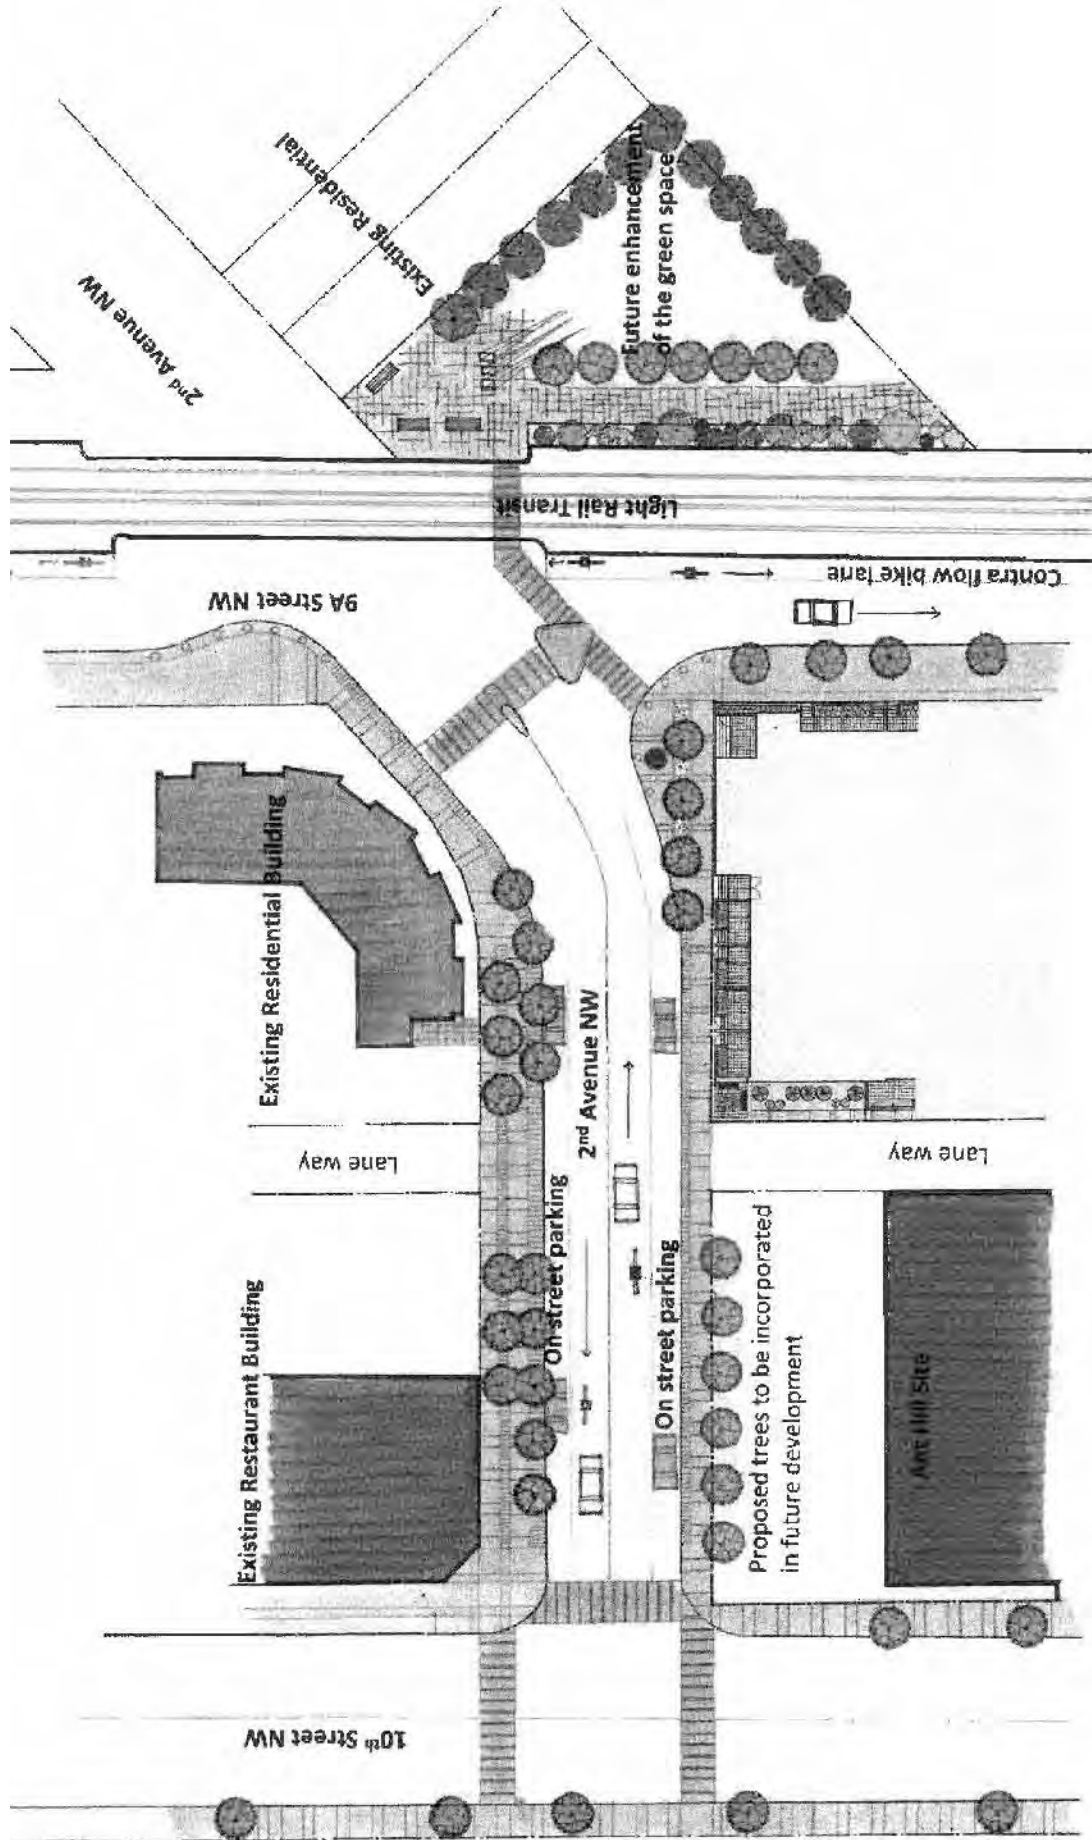 Existing Residential
2nd Avenue NW
Future enhancement
of the green space
Light Rail Transit
Contra flow bike lane
9A Street NW
Existing Residential Building
2nd Avenue NW
Lane way
Lane way
On street parking
On street parking
Existing Restaurant Building
Proposed trees to be incorporated
in future development
Ant Hill Site
10th Street NW